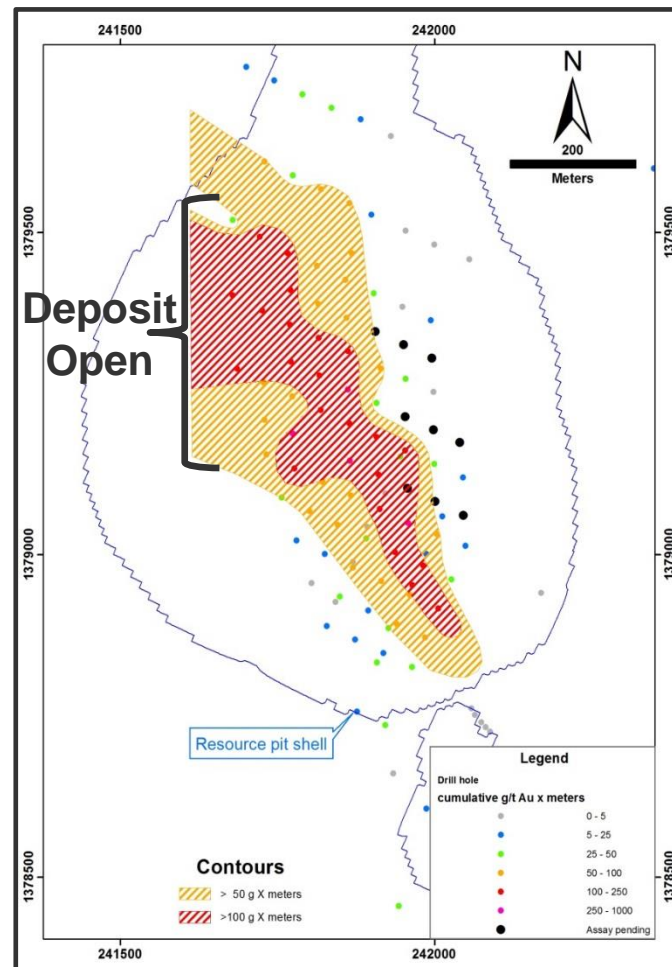 241500
242000
N
200
Meters
1379500
1379500
Deposit
Open
1379000
1379000
Resource pit shell
Legend
Drill hole
cumulative g/t Au x meters
0 - 5
5 - 25
25 - 50
50 - 100
100 - 250
250 - 1000
Assay pending
Contours
> 50 g X meters
>100 g X meters
1378500
1378500
241500
242000